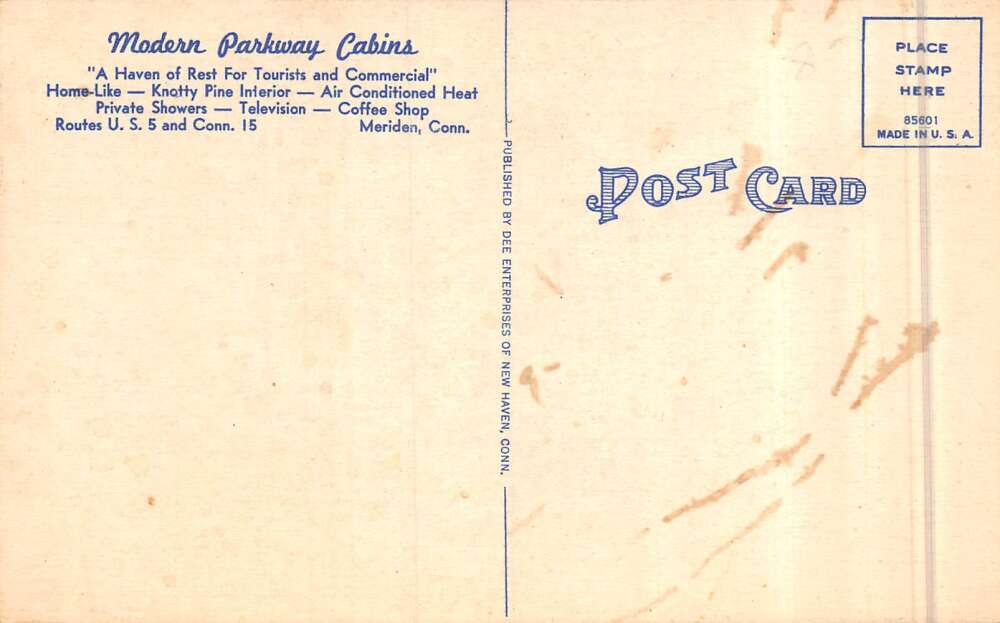 Modern Parkway Cabins
"A Haven of Rest For Tourists and Commercial"
Home-Like — Knotty Pine Interior — Air Conditioned Heat
Private Showers — Television — Coffee Shop
Routes U. S. 5 and Conn. 15 Meriden, Conn.
PUBLISHED BY DEE ENTERPRISES OF NEW HAVEN, CONN.
POST CARD
PLACE
STAMP
HERE
85601
MADE IN U. S. A.